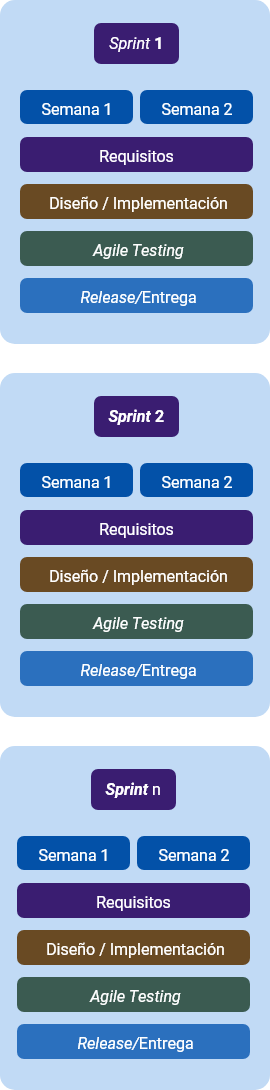 Sprint 1
Semana 1 Semana 2
Requisitos
Diseño / Implementación
Agile Testing
Release/Entrega
Sprint 2
Semana 1 Semana 2
Requisitos
Diseño / Implementación
Agile Testing
Release/Entrega
Sprint n
Semana 1 Semana 2
Requisitos
Diseño / Implementación
Agile Testing
Release/Entrega